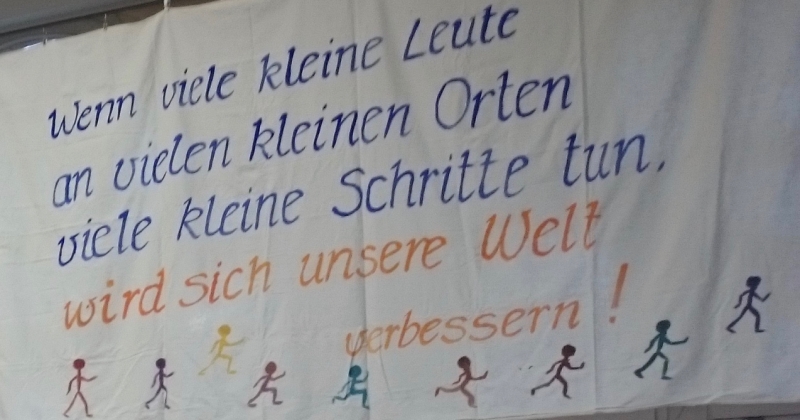 Wenn viele kleine Leute
an vielen kleinen Orten
viele kleine Schritte tun,
wird sich unsere Welt
verbessern!